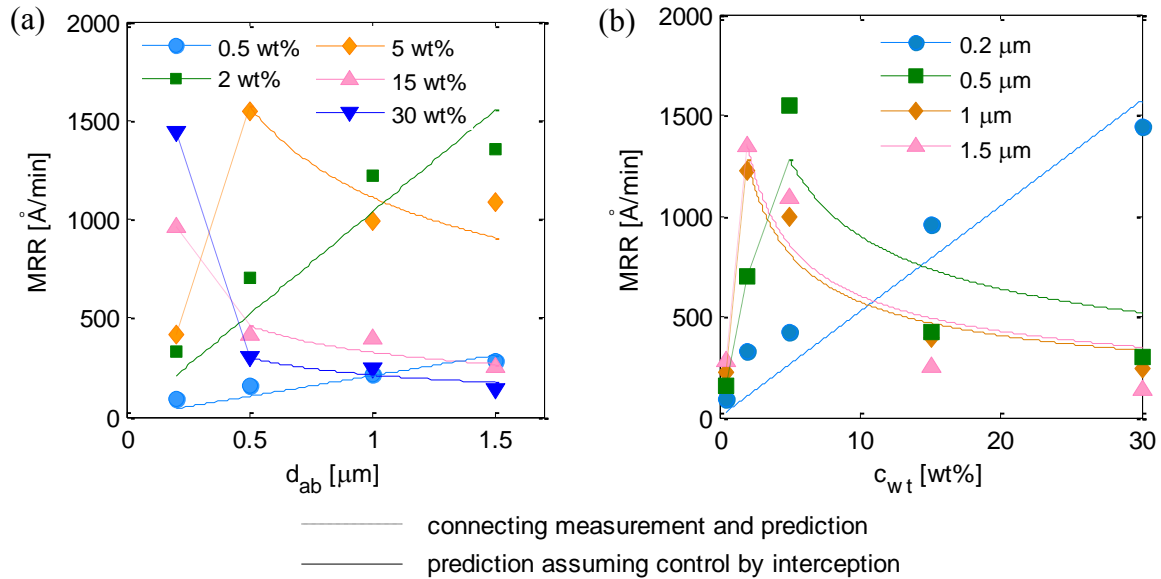 (a)
2000
1500
1000
500
0
MRR [Å/min]
0.5 wt%
2 wt%
5 wt%
15 wt%
30 wt%
0 0.5 1 1.5
d_ab [μm]
(b)
2000
1500
1000
500
0
MRR [Å/min]
0.2 μm
0.5 μm
1 μm
1.5 μm
0 10 20 30
c_wt [wt%]
connecting measurement and prediction
prediction assuming control by interception